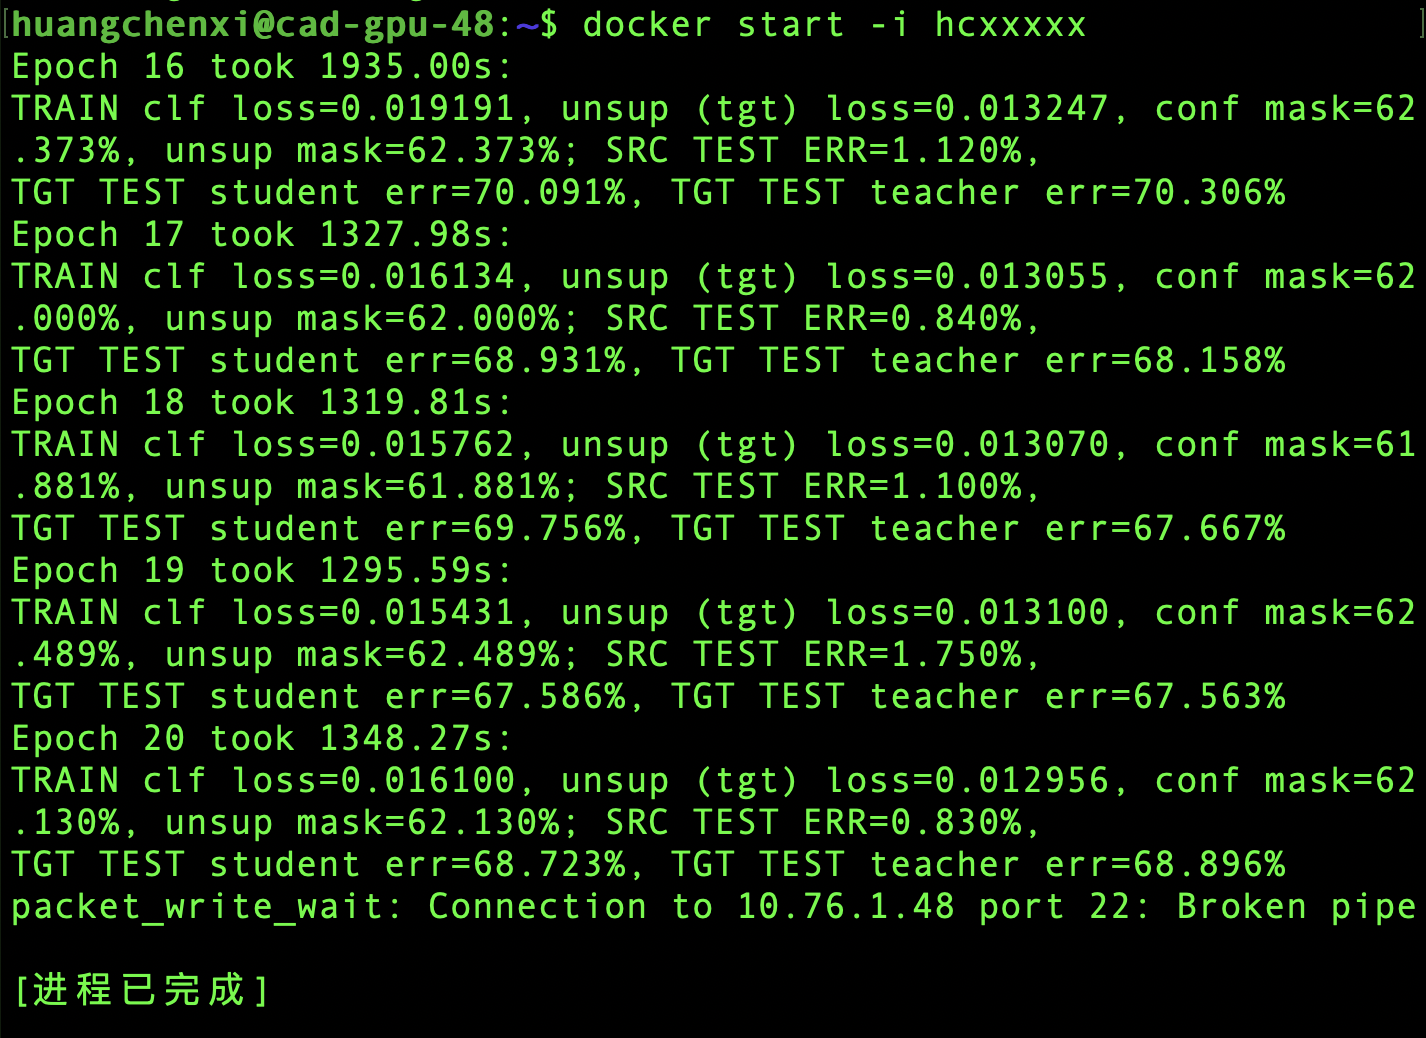 [huangchenxi@cad-gpu-48:~$ docker start -i hcxxxxx ]
Epoch 16 took 1935.00s:
TRAIN clf loss=0.019191, unsup (tgt) loss=0.013247, conf mask=62
.373%, unsup mask=62.373%; SRC TEST ERR=1.120%,
TGT TEST student err=70.091%, TGT TEST teacher err=70.306%
Epoch 17 took 1327.98s:
TRAIN clf loss=0.016134, unsup (tgt) loss=0.013055, conf mask=62
.000%, unsup mask=62.000%; SRC TEST ERR=0.840%,
TGT TEST student err=68.931%, TGT TEST teacher err=68.158%
Epoch 18 took 1319.81s:
TRAIN clf loss=0.015762, unsup (tgt) loss=0.013070, conf mask=61
.881%, unsup mask=61.881%; SRC TEST ERR=1.100%,
TGT TEST student err=69.756%, TGT TEST teacher err=67.667%
Epoch 19 took 1295.59s:
TRAIN clf loss=0.015431, unsup (tgt) loss=0.013100, conf mask=62
.489%, unsup mask=62.489%; SRC TEST ERR=1.750%,
TGT TEST student err=67.586%, TGT TEST teacher err=67.563%
Epoch 20 took 1348.27s:
TRAIN clf loss=0.016100, unsup (tgt) loss=0.012956, conf mask=62
.130%, unsup mask=62.130%; SRC TEST ERR=0.830%,
TGT TEST student err=68.723%, TGT TEST teacher err=68.896%
packet_write_wait: Connection to 10.76.1.48 port 22: Broken pipe
[进程已完成]